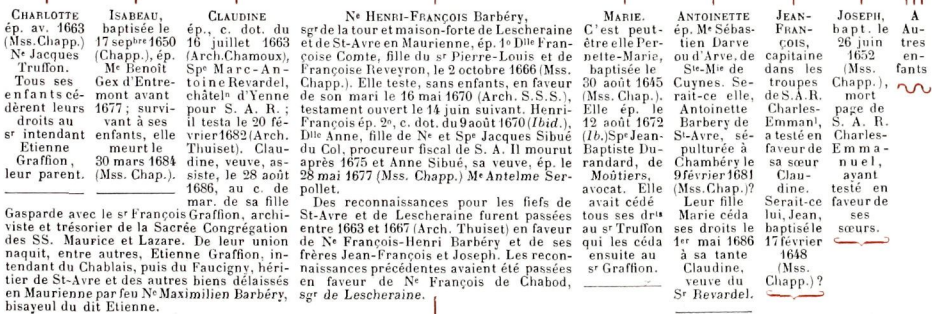 CHARLOTTE
ép. av. 1663
(Mss.Chapp.)
Ne Jacques
Truffon.
Tous ses
enfants cé-
dèrent leurs
droits au
sr intendant
Etienne
Graffion,
leur parent.
ISABEAU,
baptisée le
17 sepbre 1650
(Chapp.), ép.
Me Benoît
Gex d'Entre-
mont avant
1677; survi-
vant à ses
enfants, elle
meurt le
30 mars 1684
(Mss. Chap.).
CLAUDINE
ép., c. dot. du
16 juillet 1663
(Arch.Chamoux),
Spe Marc-An-
toine Revardel,
châteln d'Yenne
pour S. A. R.;
il testa le 20 fé-
vrier 1682 (Arch.
Thuiset). Clau-
dine, veuve, as-
siste, le 28 août
1686, au c. de
mar. de sa fille
Gasparde avec le sr François Graffion, archi-
viste et trésorier de la Sacrée Congrégation
des SS. Maurice et Lazare. De leur union
naquit, entre autres, Etienne Graffion, in-
tendant du Chablais, puis du Faucigny, héri-
tier de St-Avre et des autres biens délaissés
en Maurienne par feu Ne Maximilien Barbéry,
bisayeul du dit Etienne.
Ne HENRI-FRANÇOIS Barbéry,
sgr de la tour et maison-forte de Lescheraine
et de St-Avre en Maurienne, ép. 1o Dlle Fran-
çoise Comte, fille du sr Pierre-Louis et de
Françoise Reveyron, le 2 octobre 1666 (Mss.
Chapp.). Elle teste, sans enfants, en faveur
de son mari le 16 mai 1670 (Arch. S.S.S.),
testament ouvert le 14 juin suivant. Henri-
François ép. 2o, c. dot. du 9 août 1670 (Ibid.),
Dlle Anne, fille de Ne et Spe Jacques Sibué
du Col, procureur fiscal de S. A. Il mourut
après 1675 et Anne Sibué, sa veuve, ép. le
28 mai 1677 (Mss. Chapp.) Me Antelme Ser-
pollet.
Des reconnaissances pour les fiefs de
St-Avre et de Lescheraine furent passées
entre 1663 et 1667 (Arch. Thuiset) en faveur
de Ne François-Henri Barbéry et de ses
frères Jean-François et Joseph. Les recon-
naissances précédentes avaient été passées
en faveur de Ne François de Chabod,
sgr de Lescheraine.
MARIE.
C'est peut-
être elle Per-
nette-Marie,
baptisée le
30 août 1645
(Mss. Chap.).
Elle ép. le
12 août 1672
(Ib.) Spe Jean-
Baptiste Du-
randard, de
Moûtiers,
avocat. Elle
avait cédé
tous ses drts
au sr Truffon
qui les céda
ensuite au
sr Graffion.
ANTOINETTE
ép. Me Sébas-
tien Darve
ou d'Arve, de
Ste-Mie de
Cuynes. Se-
rait-ce elle,
Antoinette
Barbery de
St-Avre, sé-
pulturée à
Chambéry le
9 février 1681
(Mss.Chap.)?
Leur fille
Marie céda
ses droits le
1er mai 1686
à sa tante
Claudine,
veuve du
Sr Revardel.
JEAN-
FRAN-
ÇOIS,
capitaine
dans les
troupes
de S.A.R.
Charles-
Emmanl,
a testé en
faveur de
sa sœur
Clau-
dine.
Serait-ce
lui, Jean,
baptisé le
17 février
1648
(Mss.
Chapp.)?
JOSEPH,
bapt. le
26 juin
1652
(Mss.
Chapp.),
mort
page de
S. A. R.
Charles-
Emma-
nuel,
ayant
testé en
faveur de
ses
sœurs.
A
Au-
tres
en-
fants